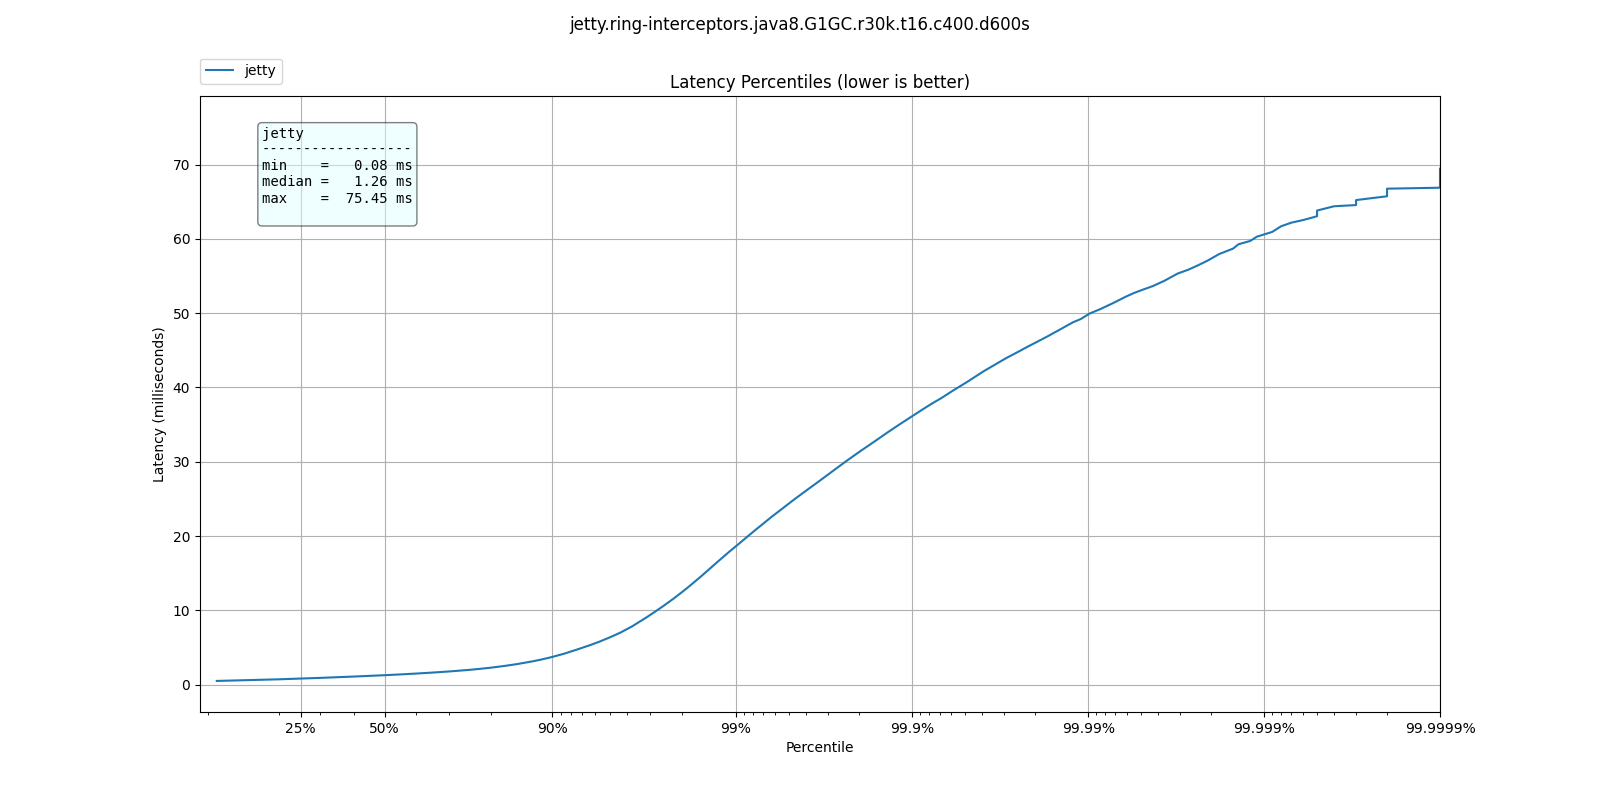 jetty.ring-interceptors.java8.G1GC.r30k.t16.c400.d600s
jetty
Latency Percentiles (lower is better)
jetty
------------------
min    =   0.08 ms
median =   1.26 ms
max    =  75.45 ms
70
60
50
40
30
20
10
0
Latency (milliseconds)
25% 50% 90% 99% 99.9% 99.99% 99.999% 99.9999%
Percentile